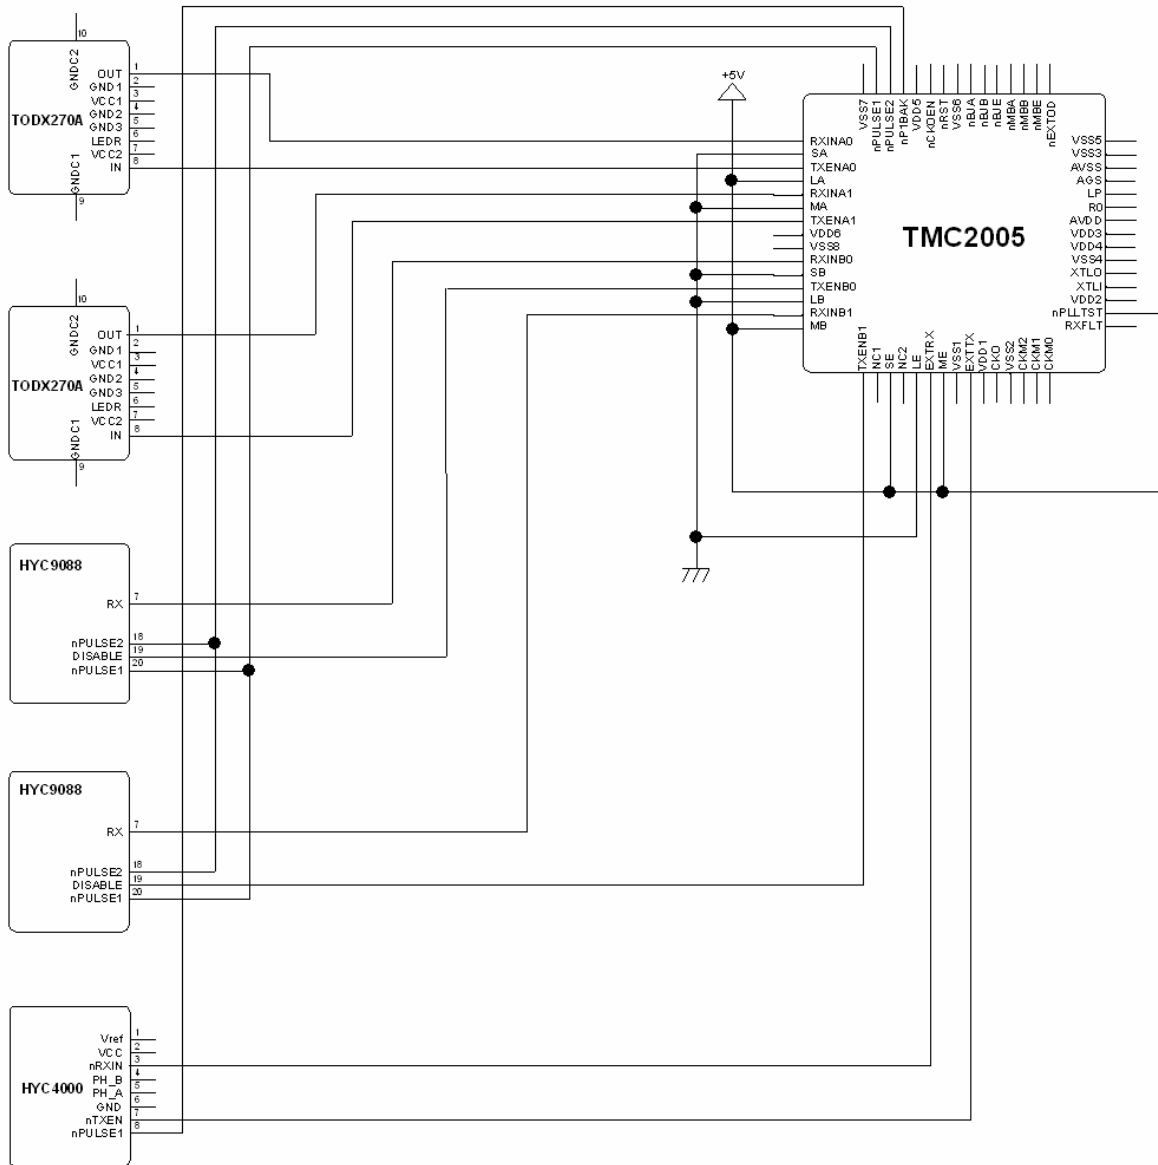 10
GNDC2
TODX270A
OUT 1
GND1 2
VCC1 3
GND2 4
GND3 5
LEDR 6
VCC2 7
IN 8
GNDC1
9
10
GNDC2
TODX270A
OUT 1
GND1 2
VCC1 3
GND2 4
GND3 5
LEDR 6
VCC2 7
IN 8
GNDC1
9
HYC9088
RX 7
nPULSE2 18
DISABLE 19
nPULSE1 20
HYC9088
RX 7
nPULSE2 18
DISABLE 19
nPULSE1 20
HYC4000
Vref 1
VCC 2
nRXIN 3
PH_B 4
PH_A 5
GND 6
nTXEN 7
nPULSE1 8
+5V
TMC2005
VSS7
nPULSE1
nPULSE2
nP1BAK
VDD5
nCKOEN
nRST
VSS6
nBJA
nBJB
nBJE
nMBA
nMBB
nMBE
nEXTOD
RXINA0
SA
TXENA0
LA
RXINA1
MA
TXENA1
VDD6
VSS8
RXINB0
SB
TXENB0
LB
RXINB1
MB
VSS5
VSS3
AVSS
AGS
LP
R0
AVDD
VDD3
VDD4
VSS4
XTLO
XTLI
VDD2
nPLLTST
RXFLT
TXENB1
NC1
SE
NC2
LE
EXTRX
ME
VSS1
EXTTX
VDD1
CKO
VSS2
CKM2
CKM1
CKM0